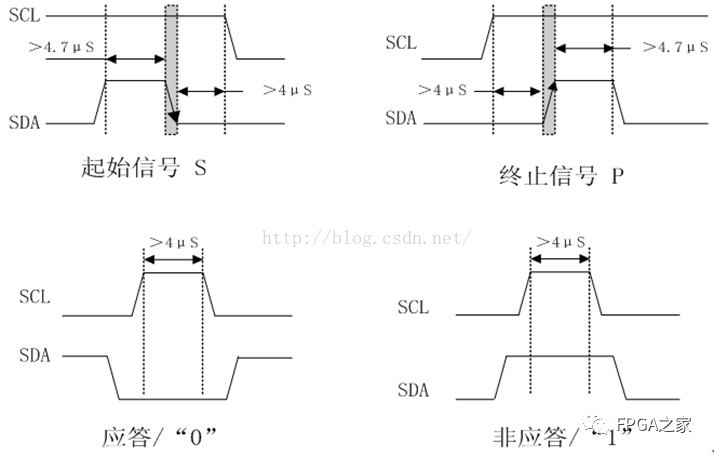 SCL
>4.7μS
>4μS
SDA
起始信号 S
SCL
>4.7μS
>4μS
SDA
终止信号 P
http://blog.csdn.net/
>4μS
SCL
SDA
应答/“0”
>4μS
SCL
SDA
非应答/“1”
FPGA之家